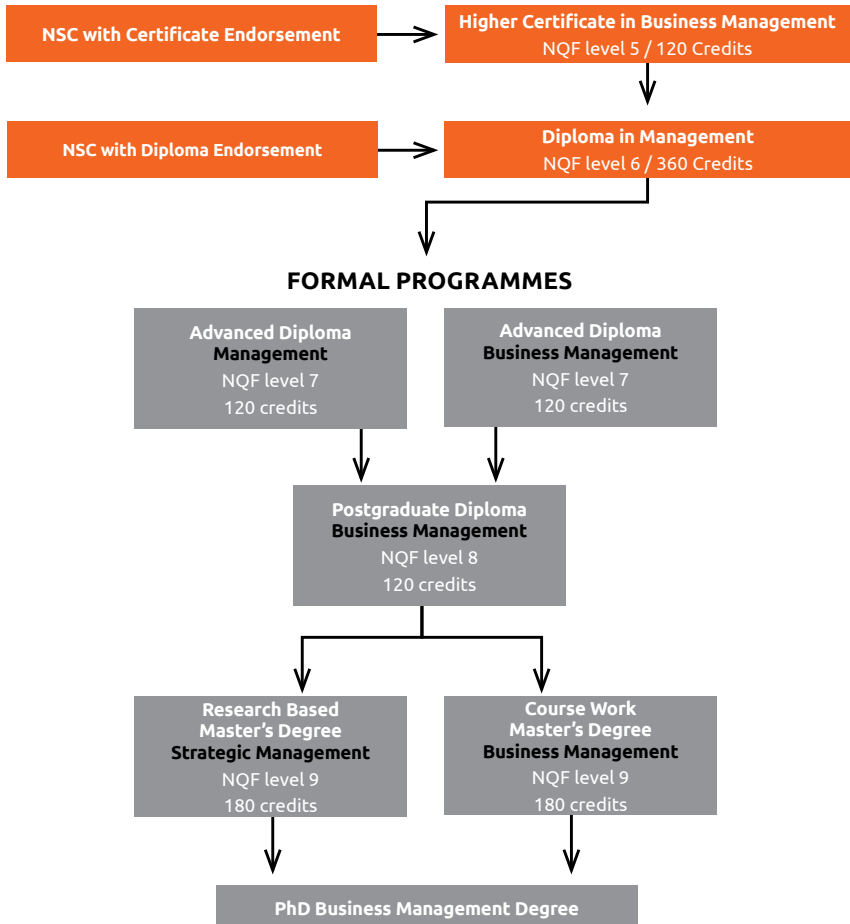 NSC with Certificate Endorsement
Higher Certificate in Business Management
NQF level 5 / 120 Credits
NSC with Diploma Endorsement
Diploma in Management
NQF level 6 / 360 Credits
FORMAL PROGRAMMES
Advanced Diploma
Management
NQF level 7
120 credits
Advanced Diploma
Business Management
NQF level 7
120 credits
Postgraduate Diploma
Business Management
NQF level 8
120 credits
Research Based
Master's Degree
Strategic Management
NQF level 9
180 credits
Course Work
Master's Degree
Business Management
NQF level 9
180 credits
PhD Business Management Degree